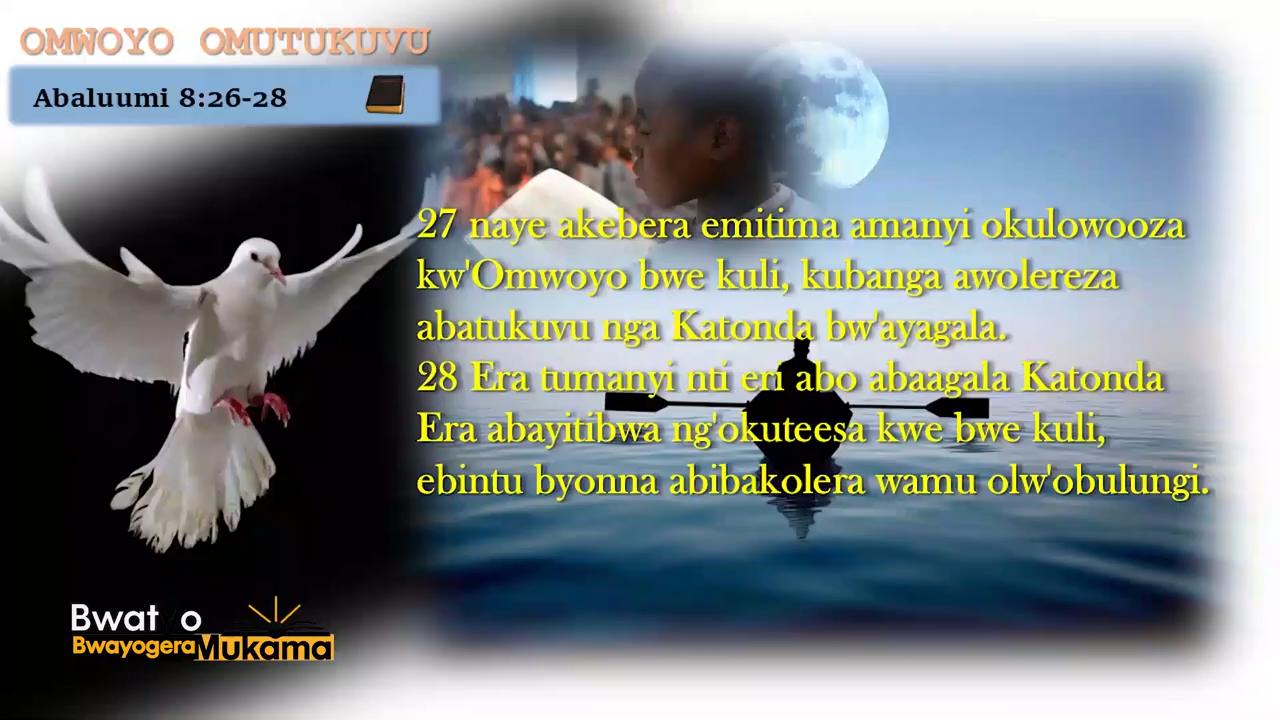 OMWOYO OMUTUKUVU
Abaluumi 8:26-28
27 naye akebera emitima amanyi okulowooza
kw'Omwoyo bwe kuli, kubanga awolereza
abatukuvu nga Katonda bw'ayagala.
28 Era tumanyi nti eri abo abaagala Katonda
Era abayitibwa ng'okuteesa kwe bwe kuli,
ebintu byonna abibakolera wamu olw'obulungi.
BwayogeraMukama